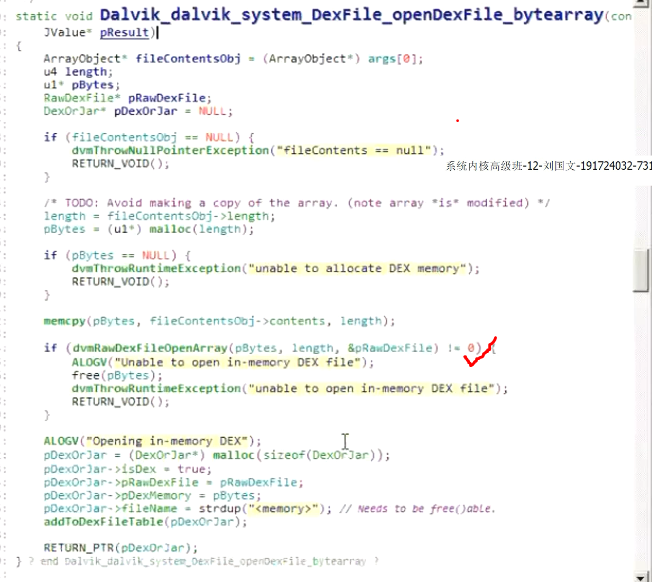 static void Dalvik_dalvik_system_DexFile_openDexFile_bytearray(con
JValue* pResult)
{
ArrayObject* fileContentsObj = (ArrayObject*) args[0];
u4 length;
u1* pBytes;
RawDexFile* pRawDexFile;
DexOrJar* pDexOrJar = NULL;
if (fileContentsObj == NULL) {
dvmThrowNullPointerException("fileContents == null");
RETURN_VOID();
}
系统内核高级班-12-刘国文-191724032-731
/* TODO: Avoid making a copy of the array. (note array *is* modified) */
length = fileContentsObj->length;
pBytes = (u1*) malloc(length);
if (pBytes == NULL) {
dvmThrowRuntimeException("unable to allocate DEX memory");
RETURN_VOID();
}
memcpy(pBytes, fileContentsObj->contents, length);
if (dvmRawDexFileOpenArray(pBytes, length, &pRawDexFile) != 0) {
ALOGV("Unable to open in-memory DEX file");
free(pBytes);
dvmThrowRuntimeException("unable to open in-memory DEX file");
RETURN_VOID();
}
ALOGV("Opening in-memory DEX");
pDexOrJar = (DexOrJar*) malloc(sizeof(DexOrJar));
pDexOrJar->isDex = true;
pDexOrJar->pRawDexFile = pRawDexFile;
pDexOrJar->pDexMemory = pBytes;
pDexOrJar->fileName = strdup("<memory>"); // Needs to be free()able.
addToDexFileTable(pDexOrJar);
RETURN_PTR(pDexOrJar);
} ? end Dalvik_dalvik_system_DexFile_openDexFile_bytearray ?